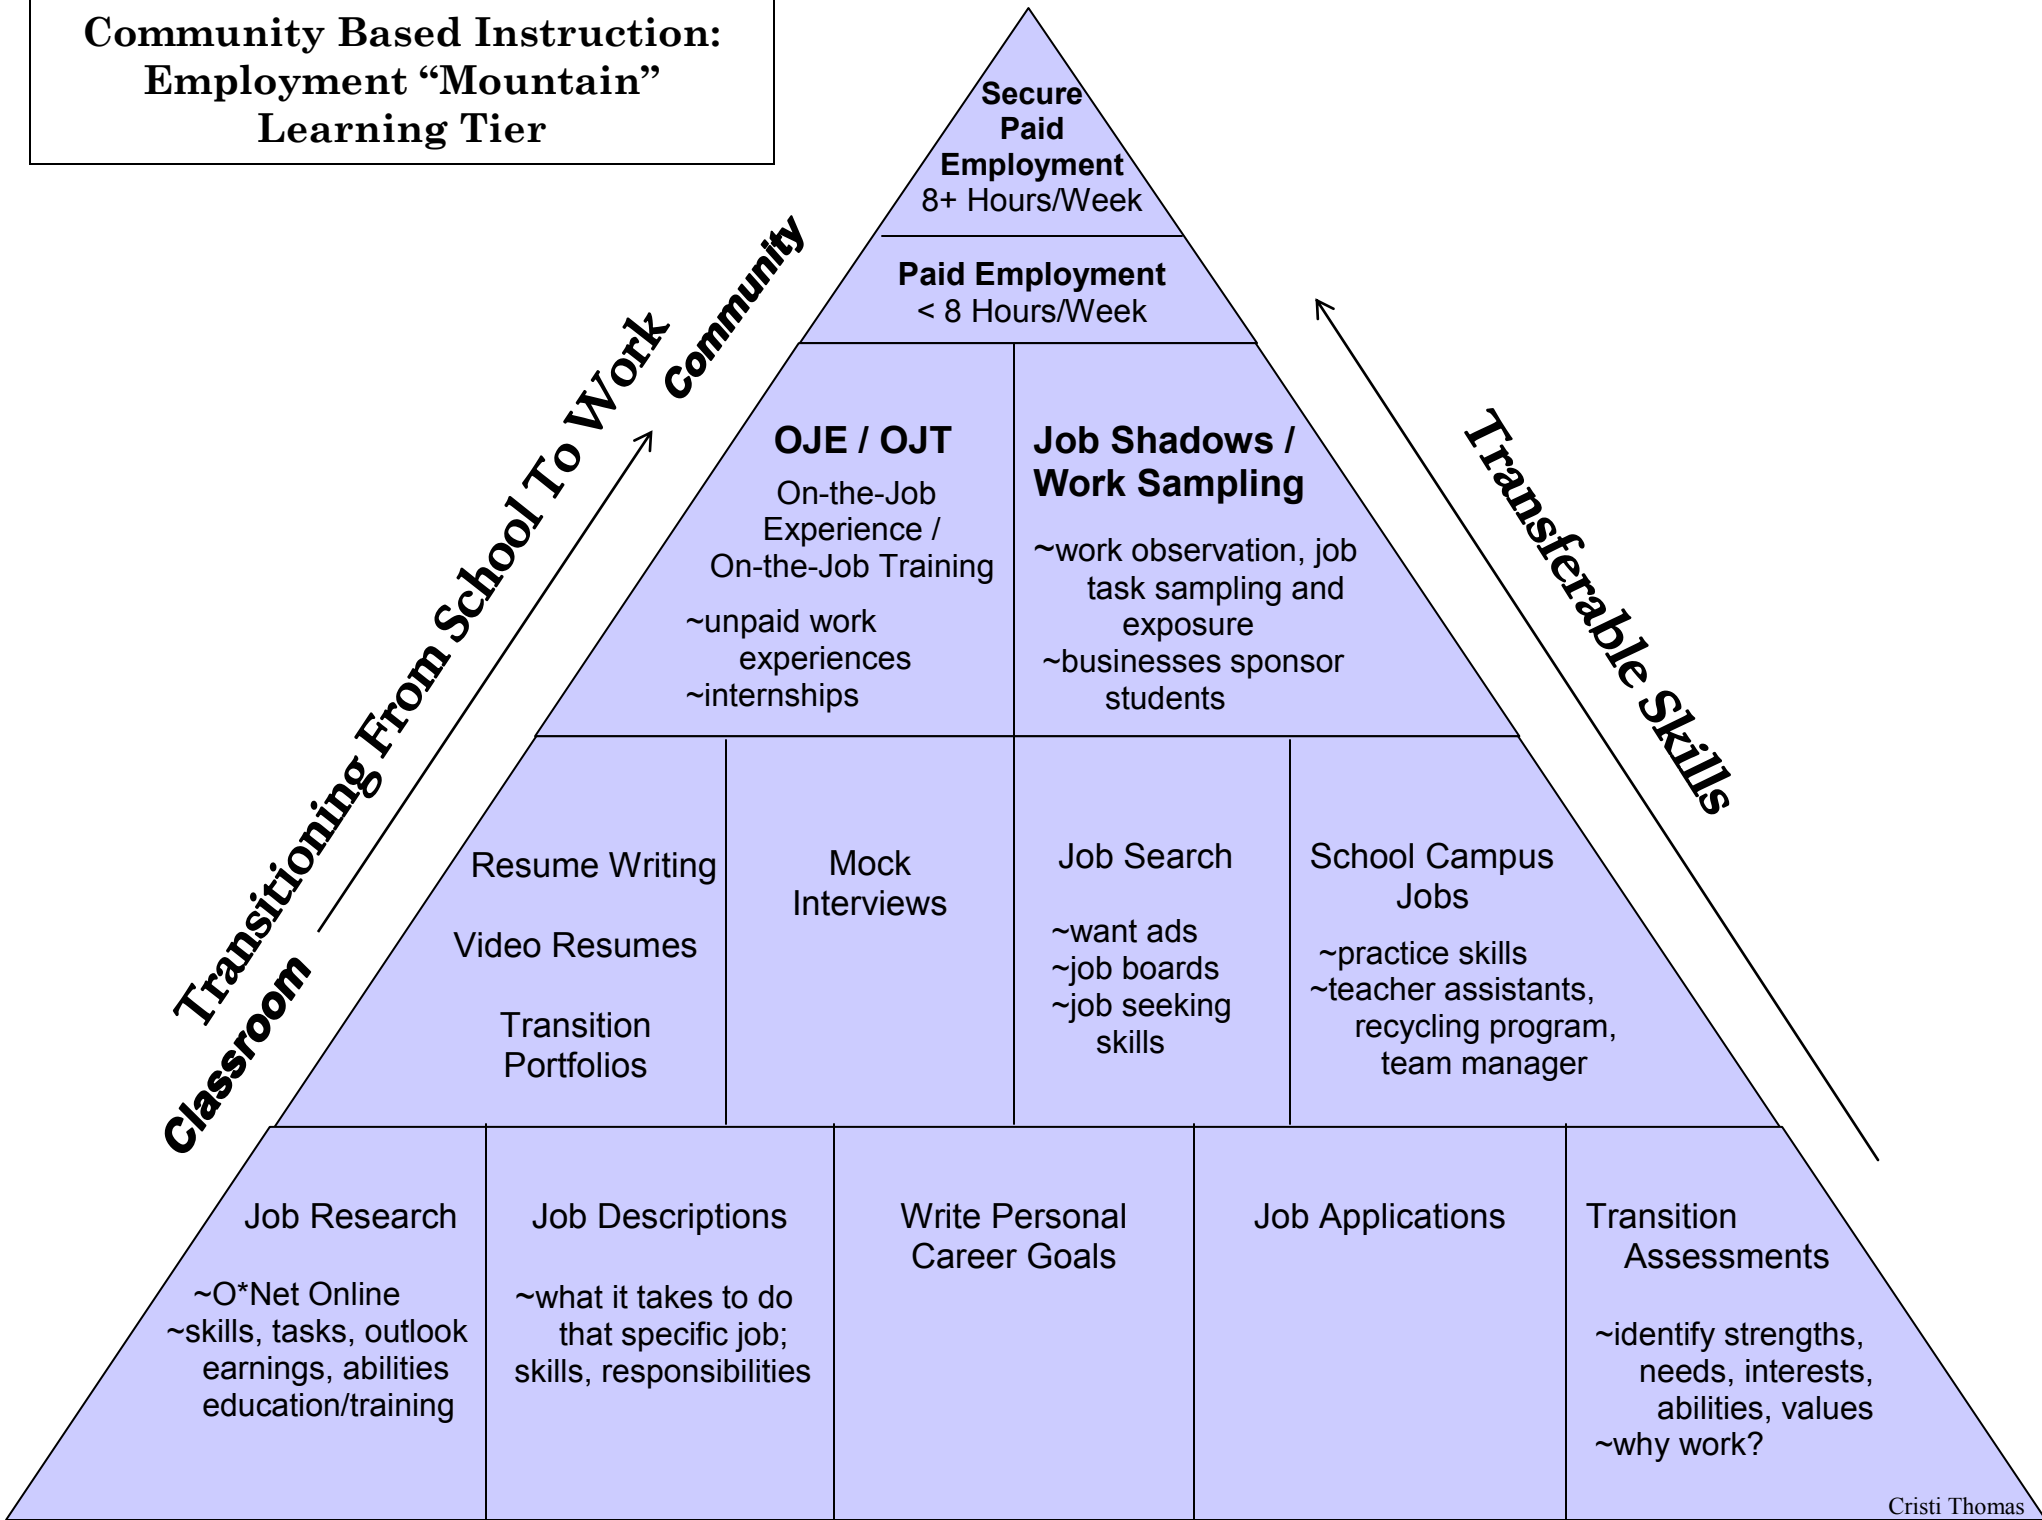 Community Based Instruction:
Employment “Mountain”
Learning Tier
Secure
Paid
Employment
8+ Hours/Week
Paid Employment
< 8 Hours/Week
Transitioning From School To Work
Classroom
Community
Transferable Skills
OJE / OJT
On-the-Job
Experience /
On-the-Job Training
~unpaid work
experiences
~internships
Job Shadows /
Work Sampling
~work observation, job
task sampling and
exposure
~businesses sponsor
students
Resume Writing
Video Resumes
Transition
Portfolios
Mock
Interviews
Job Search
~want ads
~job boards
~job seeking
skills
School Campus
Jobs
~practice skills
~teacher assistants,
recycling program,
team manager
Job Research
~O*Net Online
~skills, tasks, outlook
earnings, abilities
education/training
Job Descriptions
~what it takes to do
that specific job;
skills, responsibilities
Write Personal
Career Goals
Job Applications
Transition
Assessments
~identify strengths,
needs, interests,
abilities, values
~why work?
Cristi Thomas